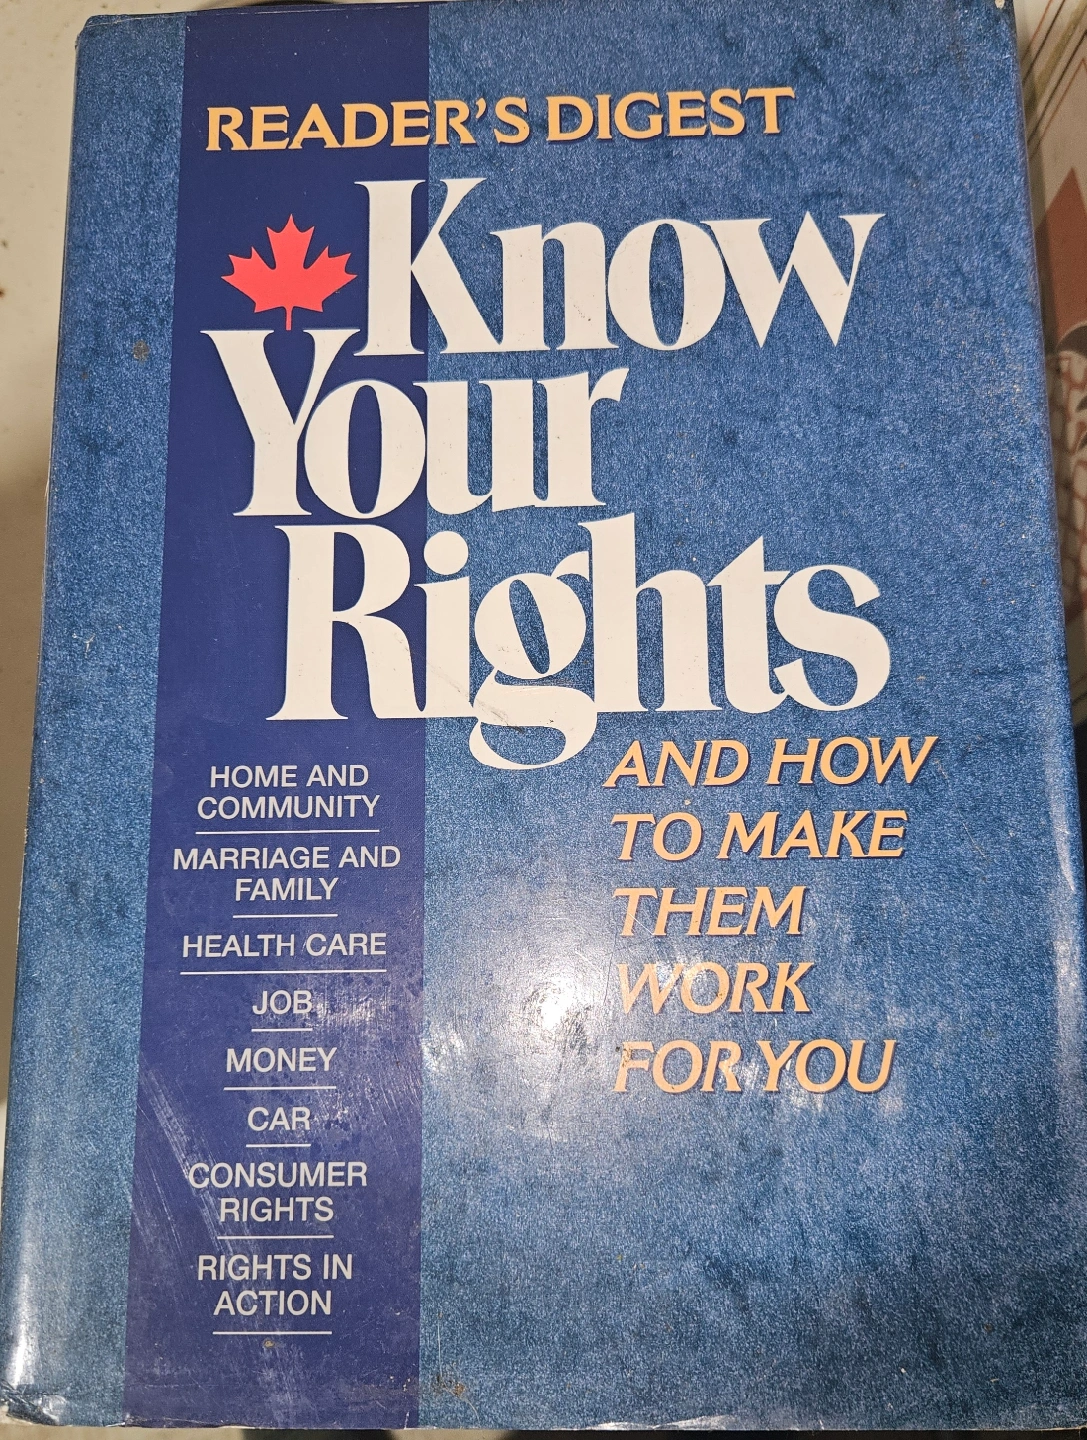 READER'S DIGEST
Know
Your
Rights
AND HOW
TO MAKE
THEM
WORK
FOR YOU
HOME AND
COMMUNITY
MARRIAGE AND
FAMILY
HEALTH CARE
JOB
MONEY
CAR
CONSUMER
RIGHTS
RIGHTS IN
ACTION